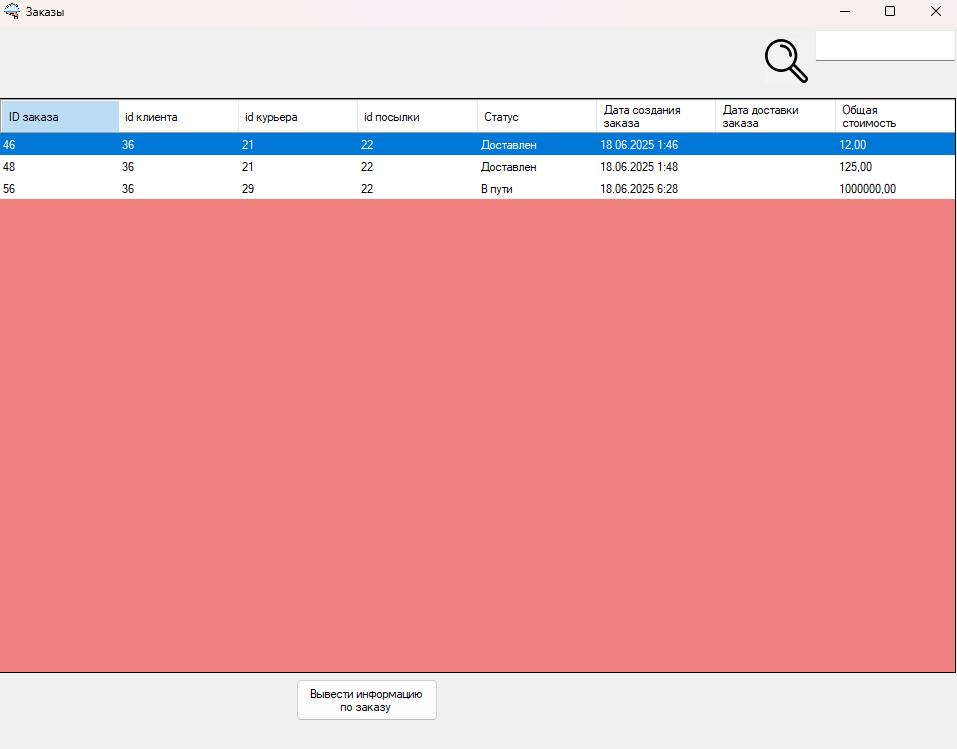 Заказы
ID заказа id клиента id курьера id посылки Статус Дата создания заказа Дата доставки заказа Общая стоимость
46 36 21 22 Доставлен 18.06.2025 1:46 12,00
48 36 21 22 Доставлен 18.06.2025 1:48 125,00
56 36 29 22 В пути 18.06.2025 6:28 1000000,00
Вывести информацию
по заказу